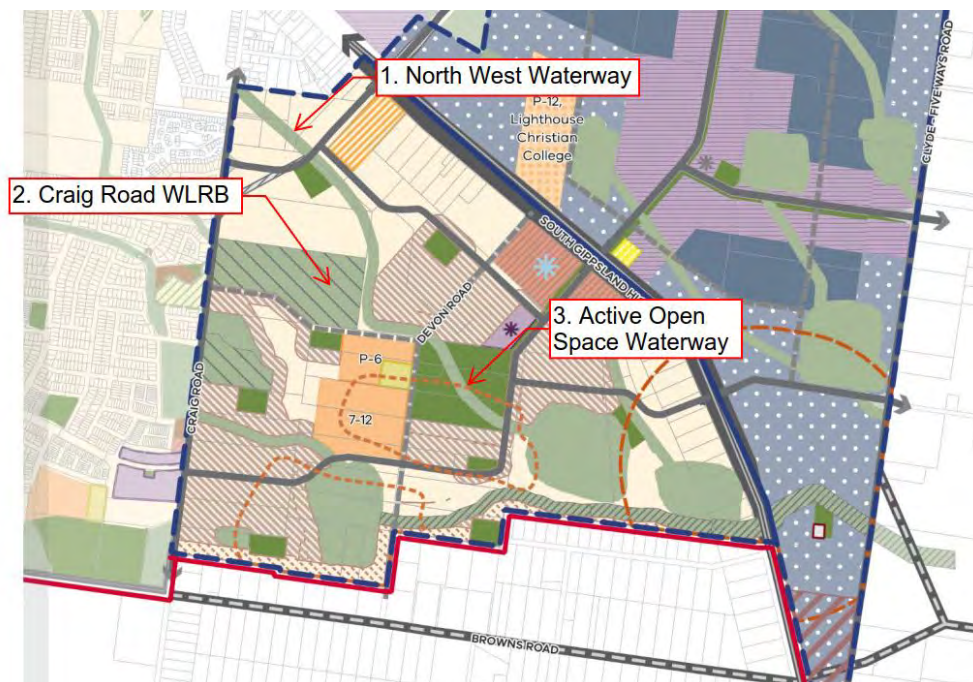 1. North West Waterway
P-12,
Lighthouse
Christian
College
CLYDE - FIVE WAYS ROAD
2. Craig Road WLRB
SOUTH GIPPSLAND H
DEVON ROAD
3. Active Open
Space Waterway
P-6
7-12
CRAIG ROAD
BROWNS ROAD